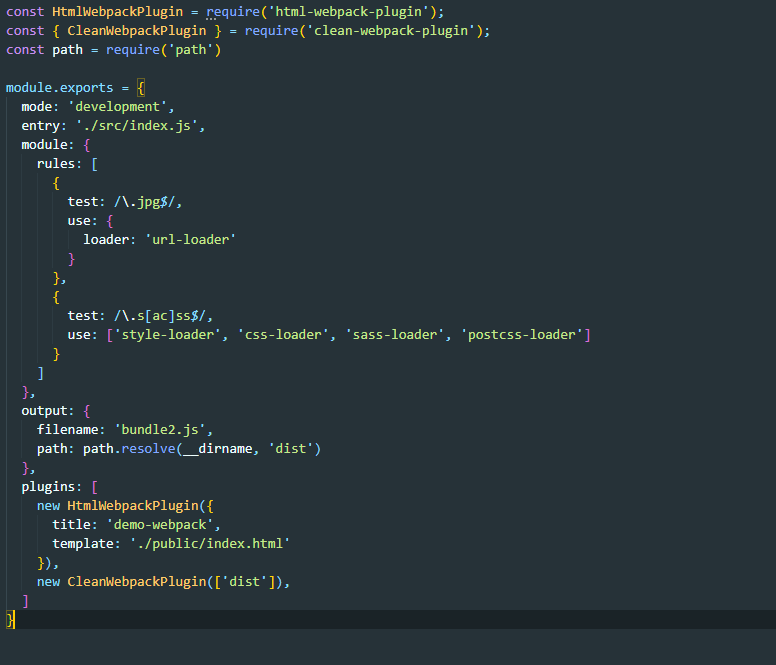 const HtmlWebpackPlugin = require('html-webpack-plugin');
const { CleanWebpackPlugin } = require('clean-webpack-plugin');
const path = require('path')

module.exports = {
  mode: 'development',
  entry: './src/index.js',
  module: {
    rules: [
      {
        test: /\.jpg$/,
        use: {
          loader: 'url-loader'
        }
      },
      {
        test: /\.s[ac]ss$/,
        use: ['style-loader', 'css-loader', 'sass-loader', 'postcss-loader']
      }
    ]
  },
  output: {
    filename: 'bundle2.js',
    path: path.resolve(__dirname, 'dist')
  },
  plugins: [
    new HtmlWebpackPlugin({
      title: 'demo-webpack',
      template: './public/index.html'
    }),
    new CleanWebpackPlugin(['dist']),
  ]
}